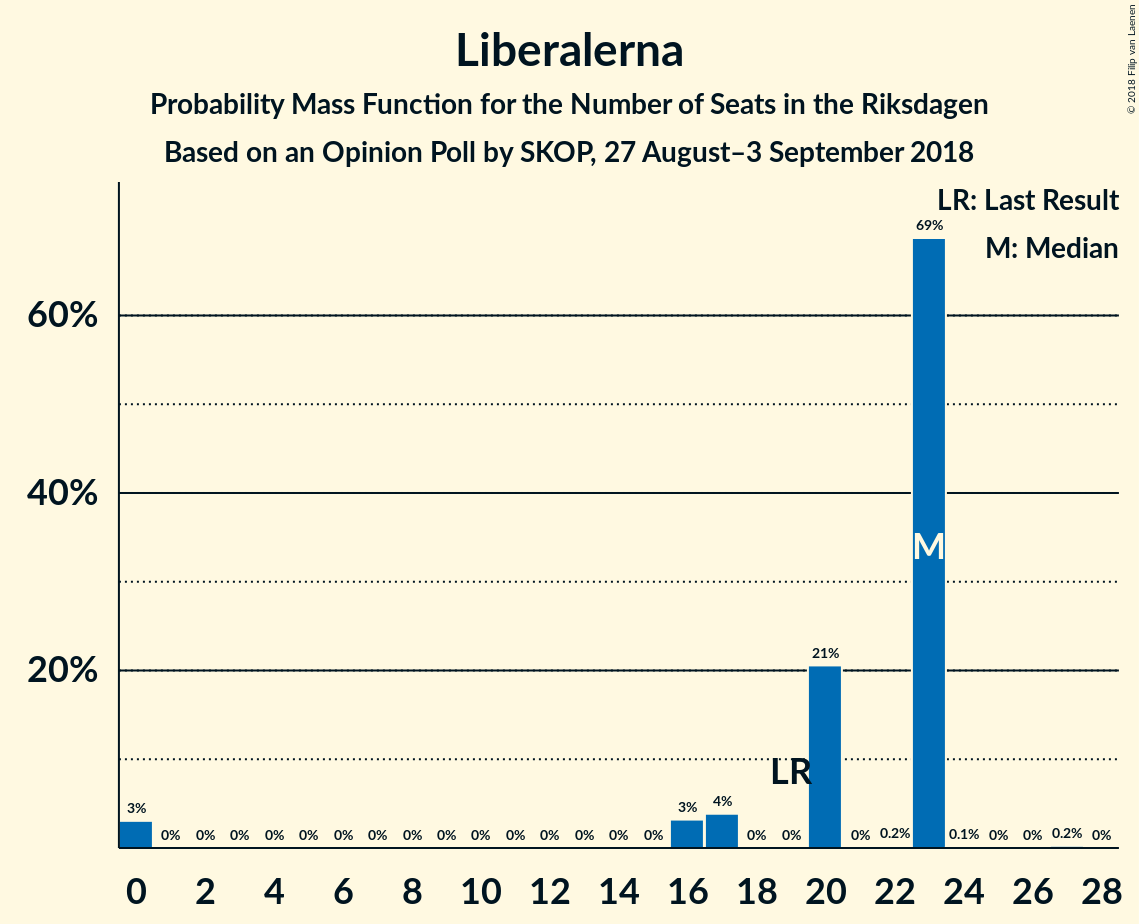 Liberalerna
Probability Mass Function for the Number of Seats in the Riksdagen
Based on an Opinion Poll by SKOP, 27 August–3 September 2018
© 2018 Filip van Laenen
LR: Last Result
M: Median
60%
40%
20%
3% 0% 0% 0% 0% 0% 0% 0% 0% 0% 0% 0% 0% 0% 0% 0% 3% 4% 0% 0% 21% 0% 0.2% 69% 0.1% 0% 0% 0.2% 0%
M
LR
0 2 4 6 8 10 12 14 16 18 20 22 24 26 28